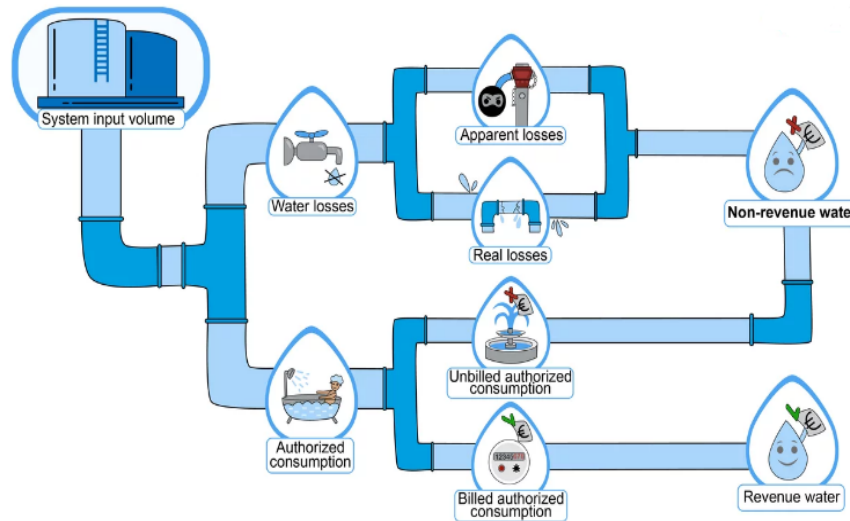 System input volume
Apparent losses
Water losses
Non-revenue water
Real losses
Unbilled authorized
consumption
Authorized
consumption
Billed authorized
consumption
Revenue water